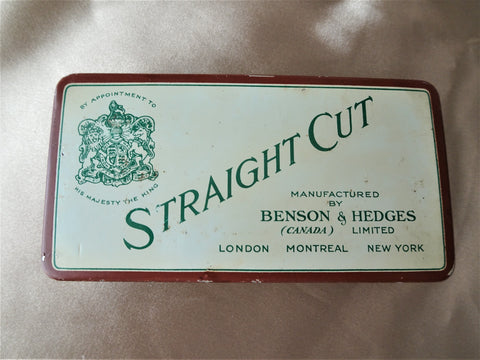 BY APPOINTMENT TO
HIS MAJESTY THE KING
STRAIGHT CUT
MANUFACTURED
BY
BENSON & HEDGES
(CANADA) LIMITED
LONDON MONTREAL NEW YORK